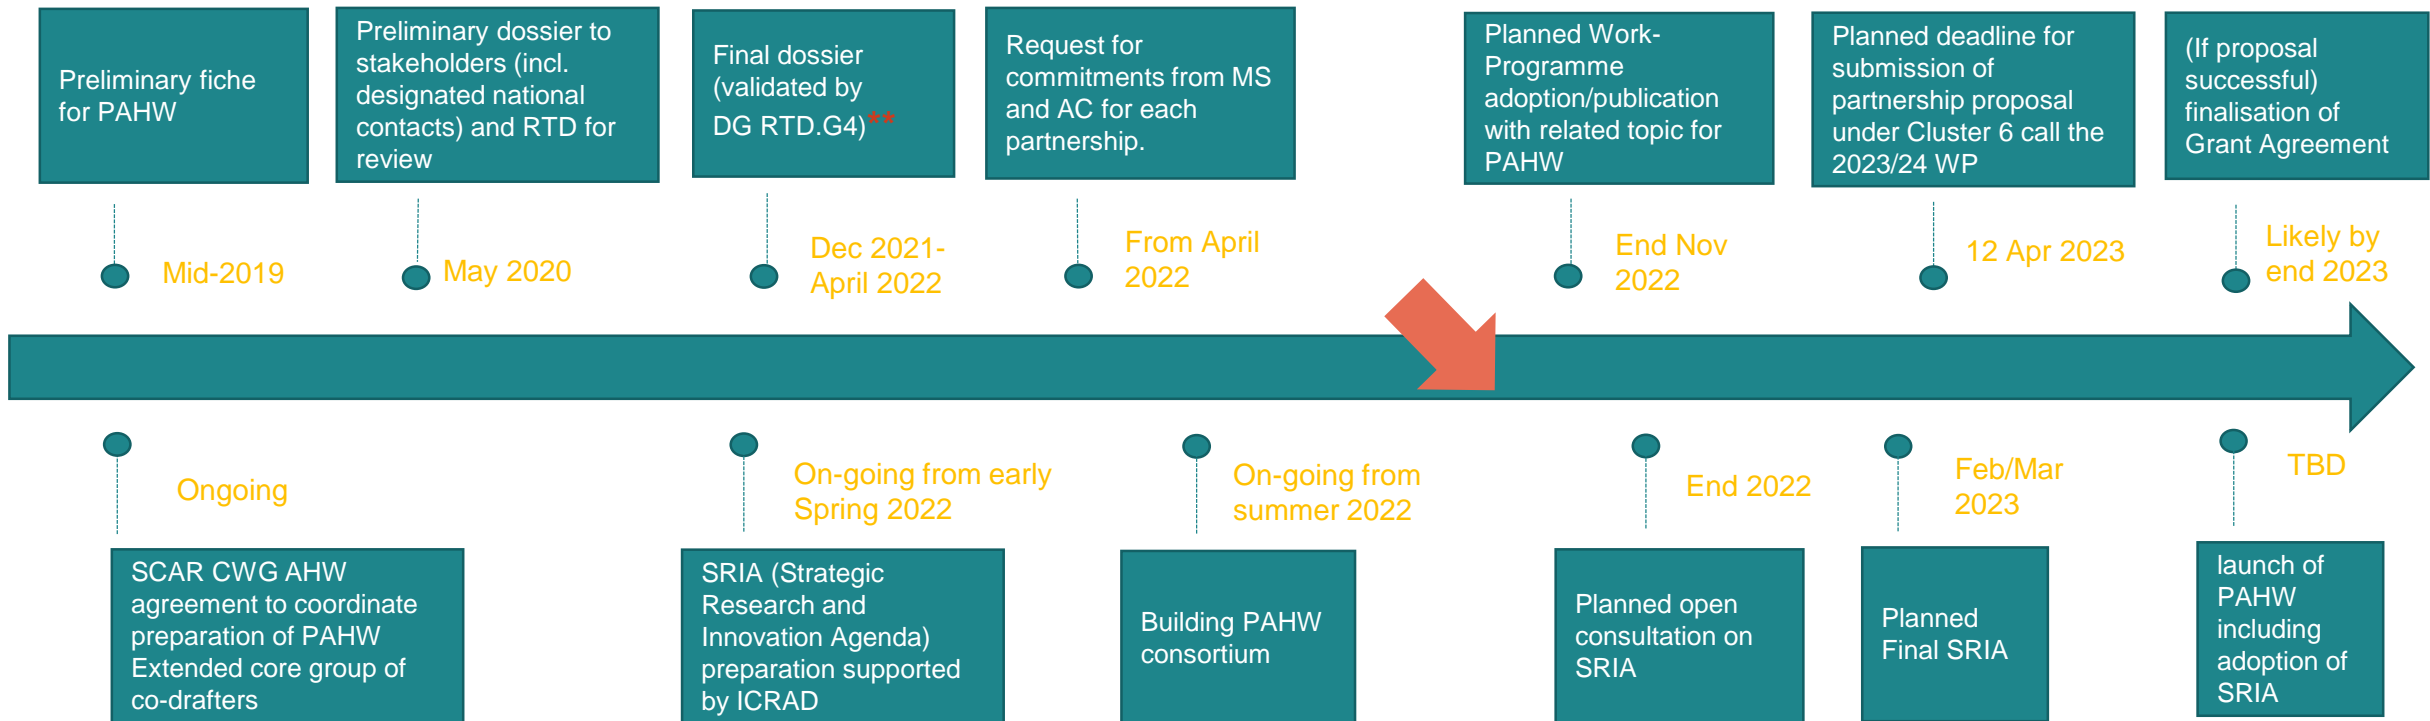 Preliminary fiche
for PAHW
Preliminary dossier to
stakeholders (incl.
designated national
contacts) and RTD for
review
Final dossier
(validated by
DG RTD.G4)**
Request for
commitments from MS
and AC for each
partnership.
Planned Work-
Programme
adoption/publication
with related topic for
PAHW
Planned deadline for
submission of
partnership proposal
under Cluster 6 call the
2023/24 WP
(If proposal
successful)
finalisation of
Grant Agreement
Mid-2019
May 2020
Dec 2021-
April 2022
From April
2022
End Nov
2022
12 Apr 2023
Likely by
end 2023
Ongoing
On-going from early
Spring 2022
On-going from
summer 2022
End 2022
Feb/Mar
2023
TBD
SCAR CWG AHW
agreement to coordinate
preparation of PAHW
Extended core group of
co-drafters
SRIA (Strategic
Research and
Innovation Agenda)
preparation supported
by ICRAD
Building PAHW
consortium
Planned open
consultation on
SRIA
Planned
Final SRIA
launch of
PAHW
including
adoption of
SRIA